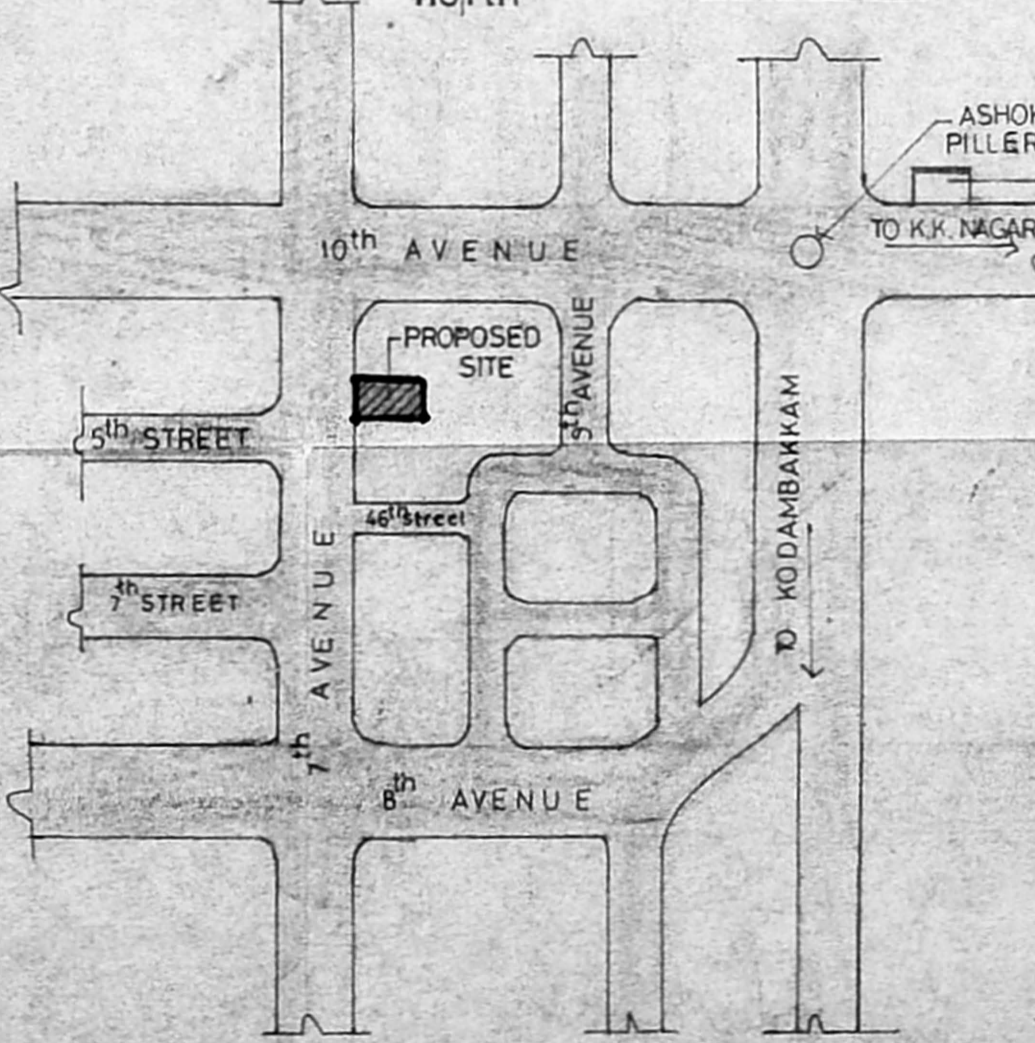 ASHOK
PILLER
TO K.K. NAGAR
10th AVENUE
PROPOSED
SITE
9th AVENUE
5th STREET
TO KODAMBAKKAM
46th Street
7th STREET
7th AVENUE
8th AVENUE